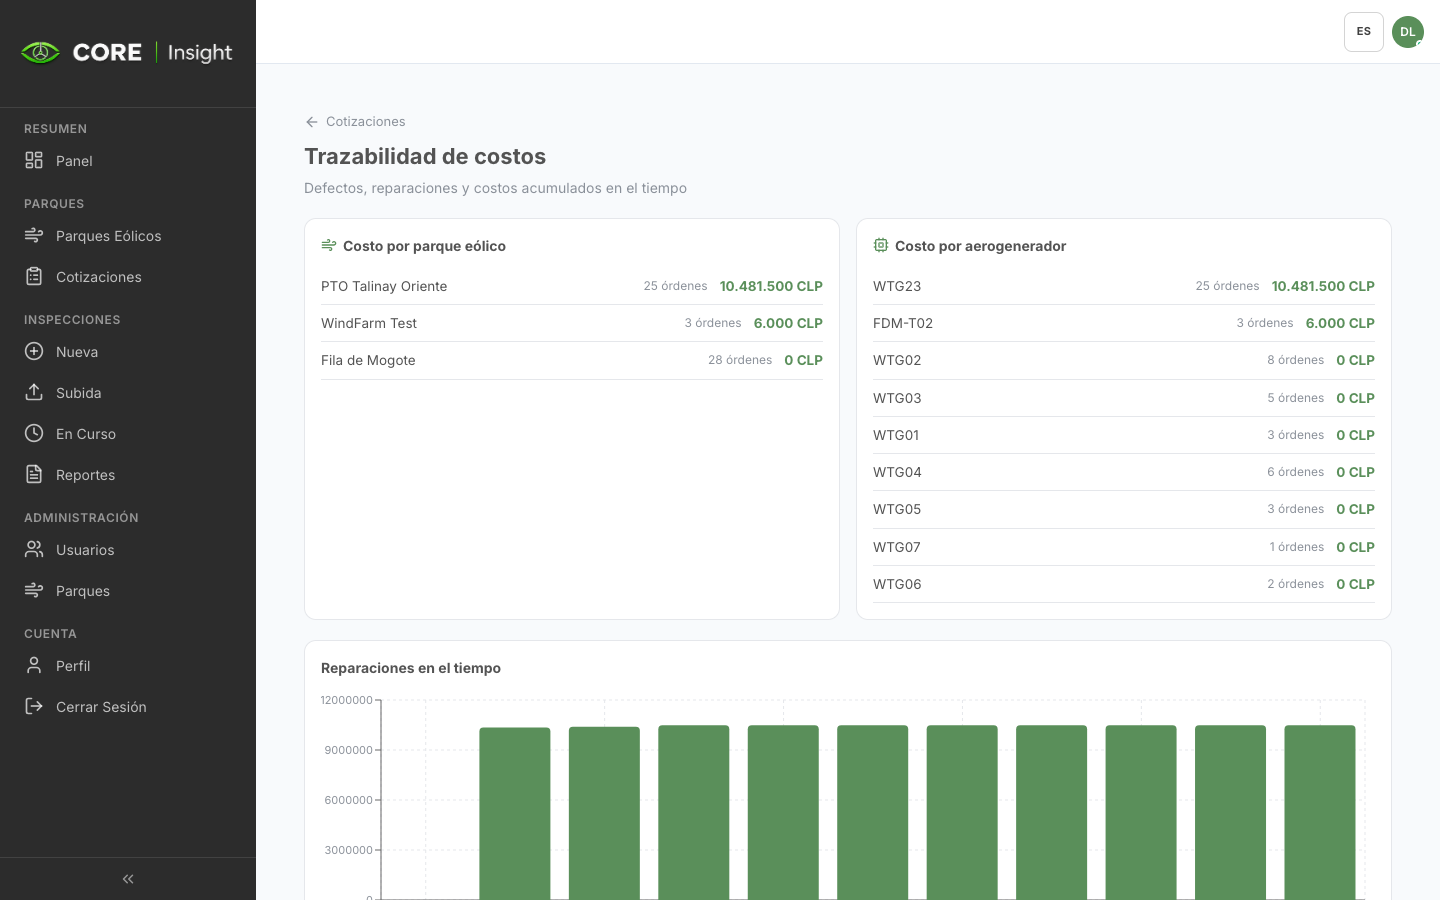 CORE | Insight
RESUMEN
Panel
PARQUES
Parques Eólicos
Cotizaciones
INSPECCIONES
Nueva
Subida
En Curso
Reportes
ADMINISTRACIÓN
Usuarios
Parques
CUENTA
Perfil
Cerrar Sesión
ES
DL
Cotizaciones
Trazabilidad de costos
Defectos, reparaciones y costos acumulados en el tiempo
Costo por parque eólico
PTO Talinay Oriente 25 órdenes 10.481.500 CLP
WindFarm Test 3 órdenes 6.000 CLP
Fila de Mogote 28 órdenes 0 CLP
Costo por aerogenerador
WTG23 25 órdenes 10.481.500 CLP
FDM-T02 3 órdenes 6.000 CLP
WTG02 8 órdenes 0 CLP
WTG03 5 órdenes 0 CLP
WTG01 3 órdenes 0 CLP
WTG04 6 órdenes 0 CLP
WTG05 3 órdenes 0 CLP
WTG07 1 órdenes 0 CLP
WTG06 2 órdenes 0 CLP
Reparaciones en el tiempo
12000000
9000000
6000000
3000000
0